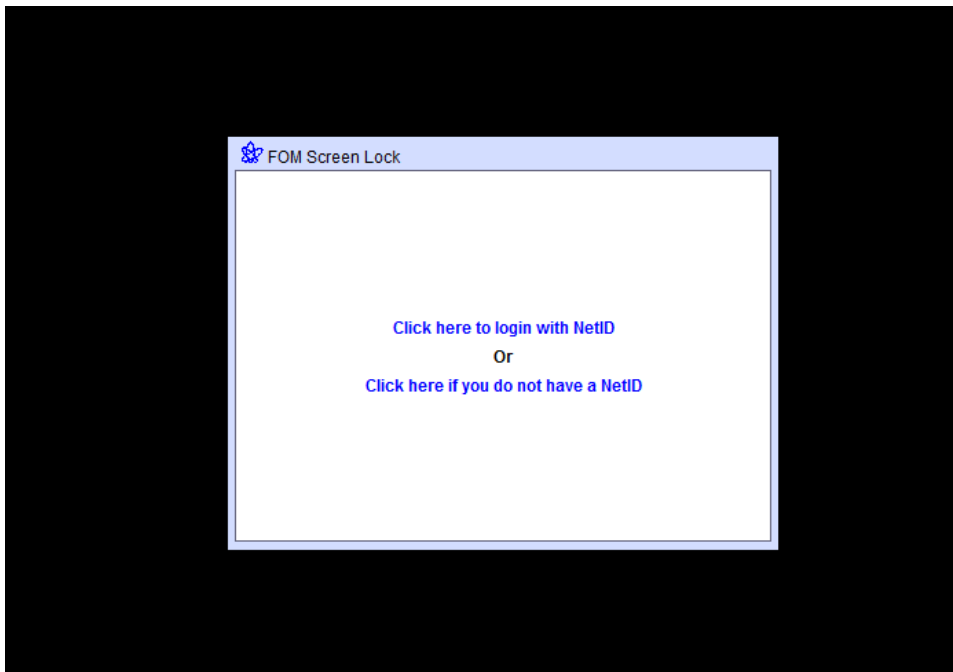 FOM Screen Lock
Click here to login with NetID
Or
Click here if you do not have a NetID